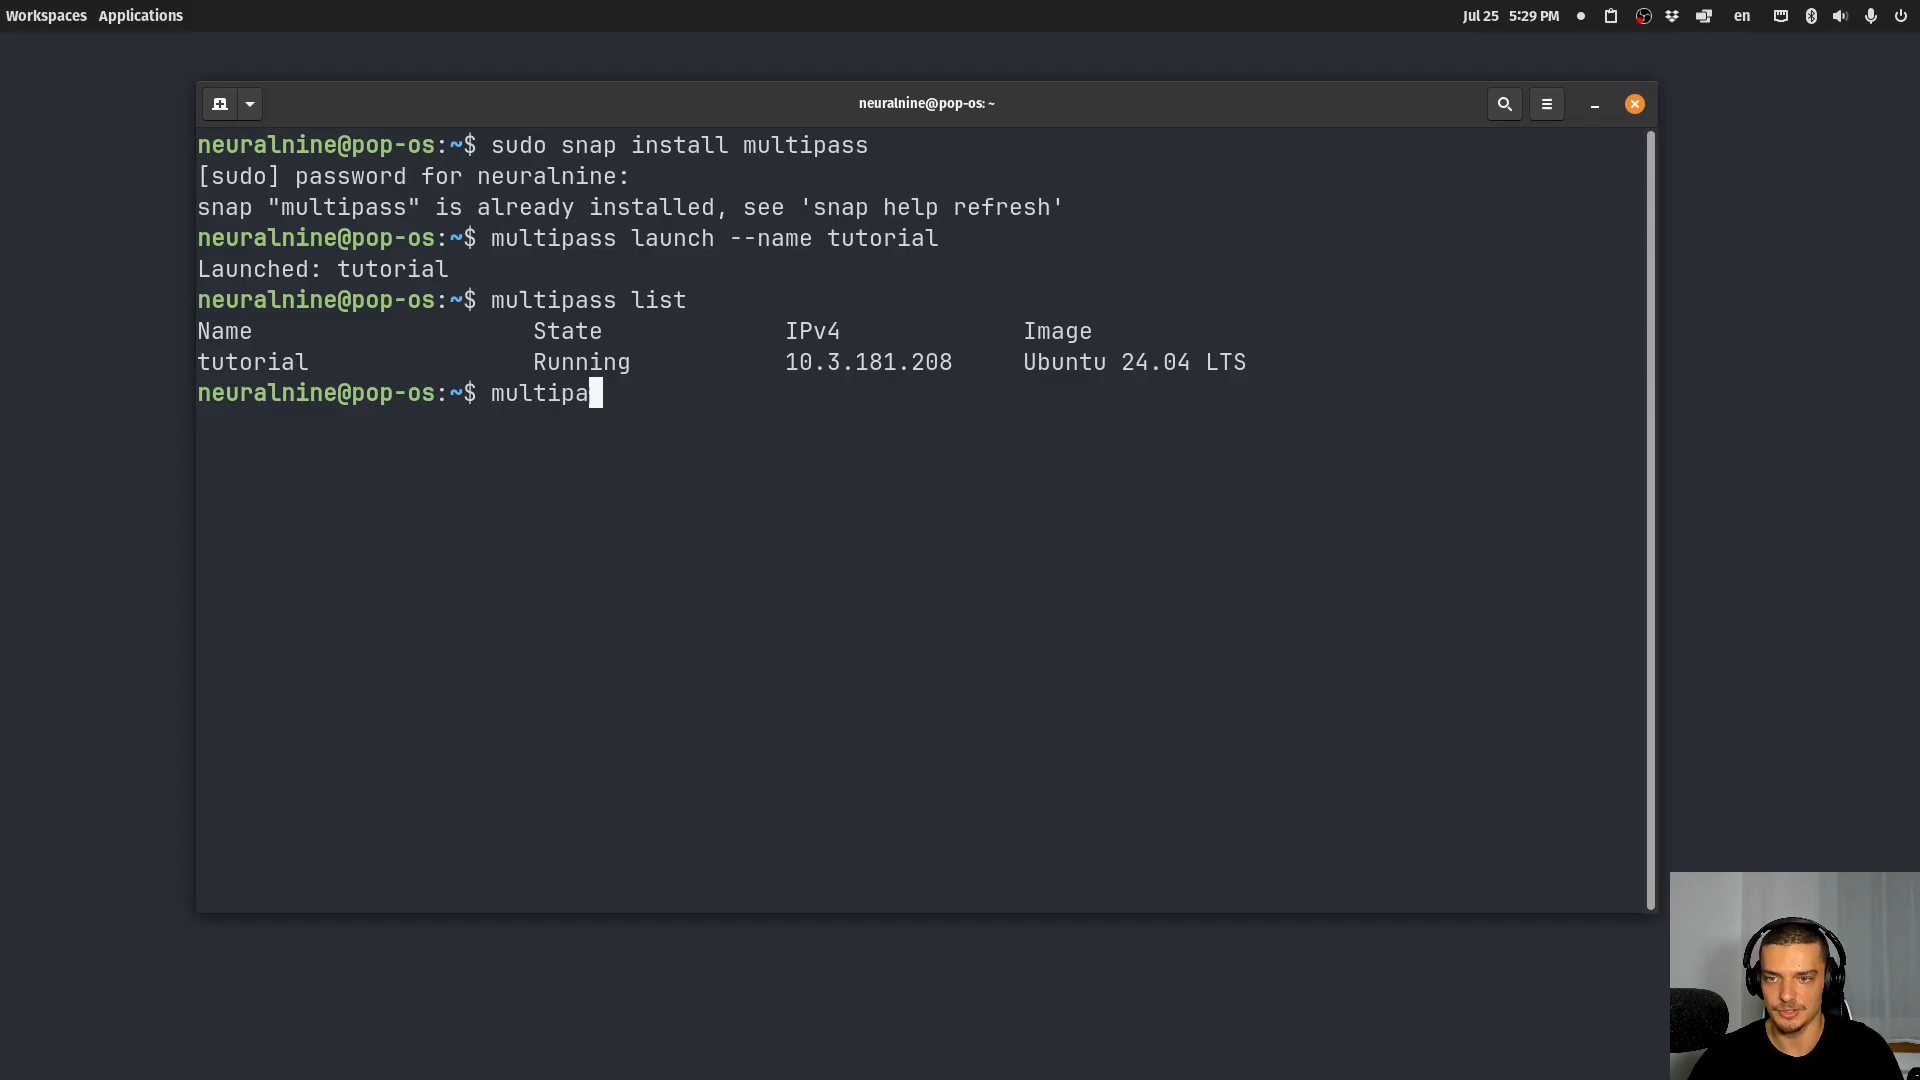 Workspaces Applications
Jul 25 5:29 PM
en
neuralnine@pop-os: ~
neuralnine@pop-os:~$ sudo snap install multipass
[sudo] password for neuralnine:
snap "multipass" is already installed, see 'snap help refresh'
neuralnine@pop-os:~$ multipass launch --name tutorial
Launched: tutorial
neuralnine@pop-os:~$ multipass list
Name State IPv4 Image
tutorial Running 10.3.181.208 Ubuntu 24.04 LTS
neuralnine@pop-os:~$ multipa